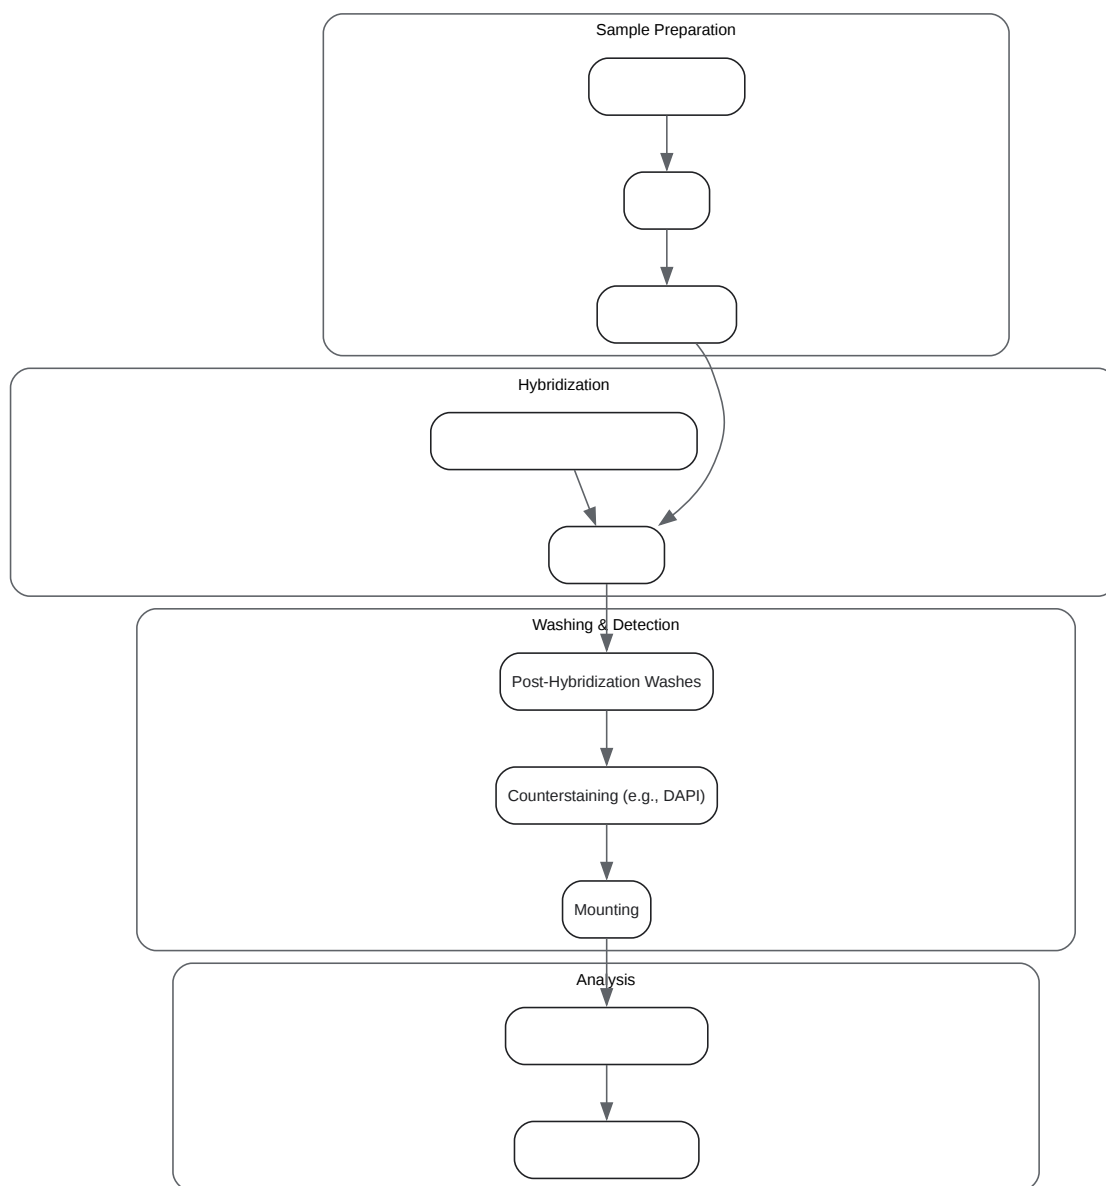 Sample Preparation
Hybridization
Washing & Detection
Post-Hybridization Washes
Counterstaining (e.g., DAPI)
Mounting
Analysis